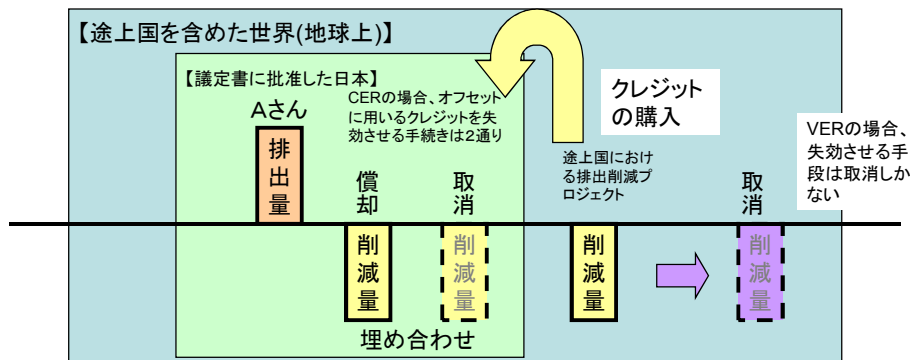 【途上国を含めた世界(地球上)】
【議定書に批准した日本】
Aさん
排出量
CERの場合、オフセット
に用いるクレジットを失
効させる手続きは2通り
償却
取消
削減量
削減量
埋め合わせ
クレジット
の購入
途上国におけ
る排出削減プ
ロジェクト
削減量
VERの場合、
失効させる手
段は取消しか
ない
取消
削減量